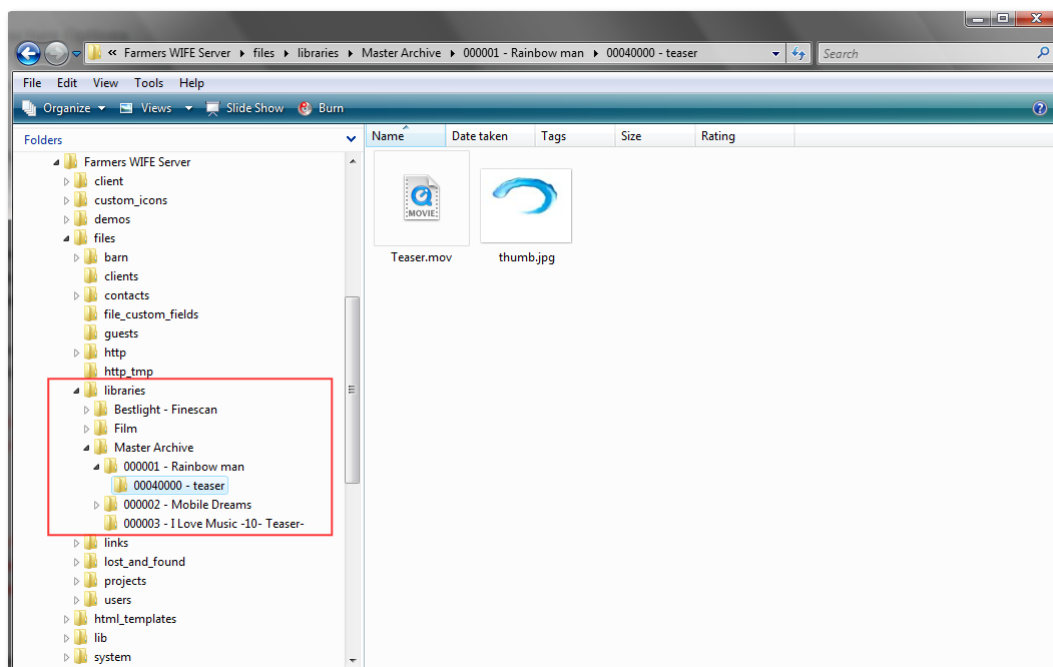 « Farmers WIFE Server files libraries Master Archive 000001 - Rainbow man 00040000 - teaser Search
File Edit View Tools Help
Organize Views Slide Show Burn
Folders
Name Date taken Tags Size Rating
Farmers WIFE Server
client
custom_icons
demos
files
barn
clients
contacts
file_custom_fields
guests
http
http_tmp
libraries
Bestlight - Finescan
Film
Master Archive
000001 - Rainbow man
00040000 - teaser
000002 - Mobile Dreams
000003 - I Love Music -10- Teaser-
links
lost_and_found
projects
users
html_templates
lib
system
MOVIE
Teaser.mov thumb.jpg